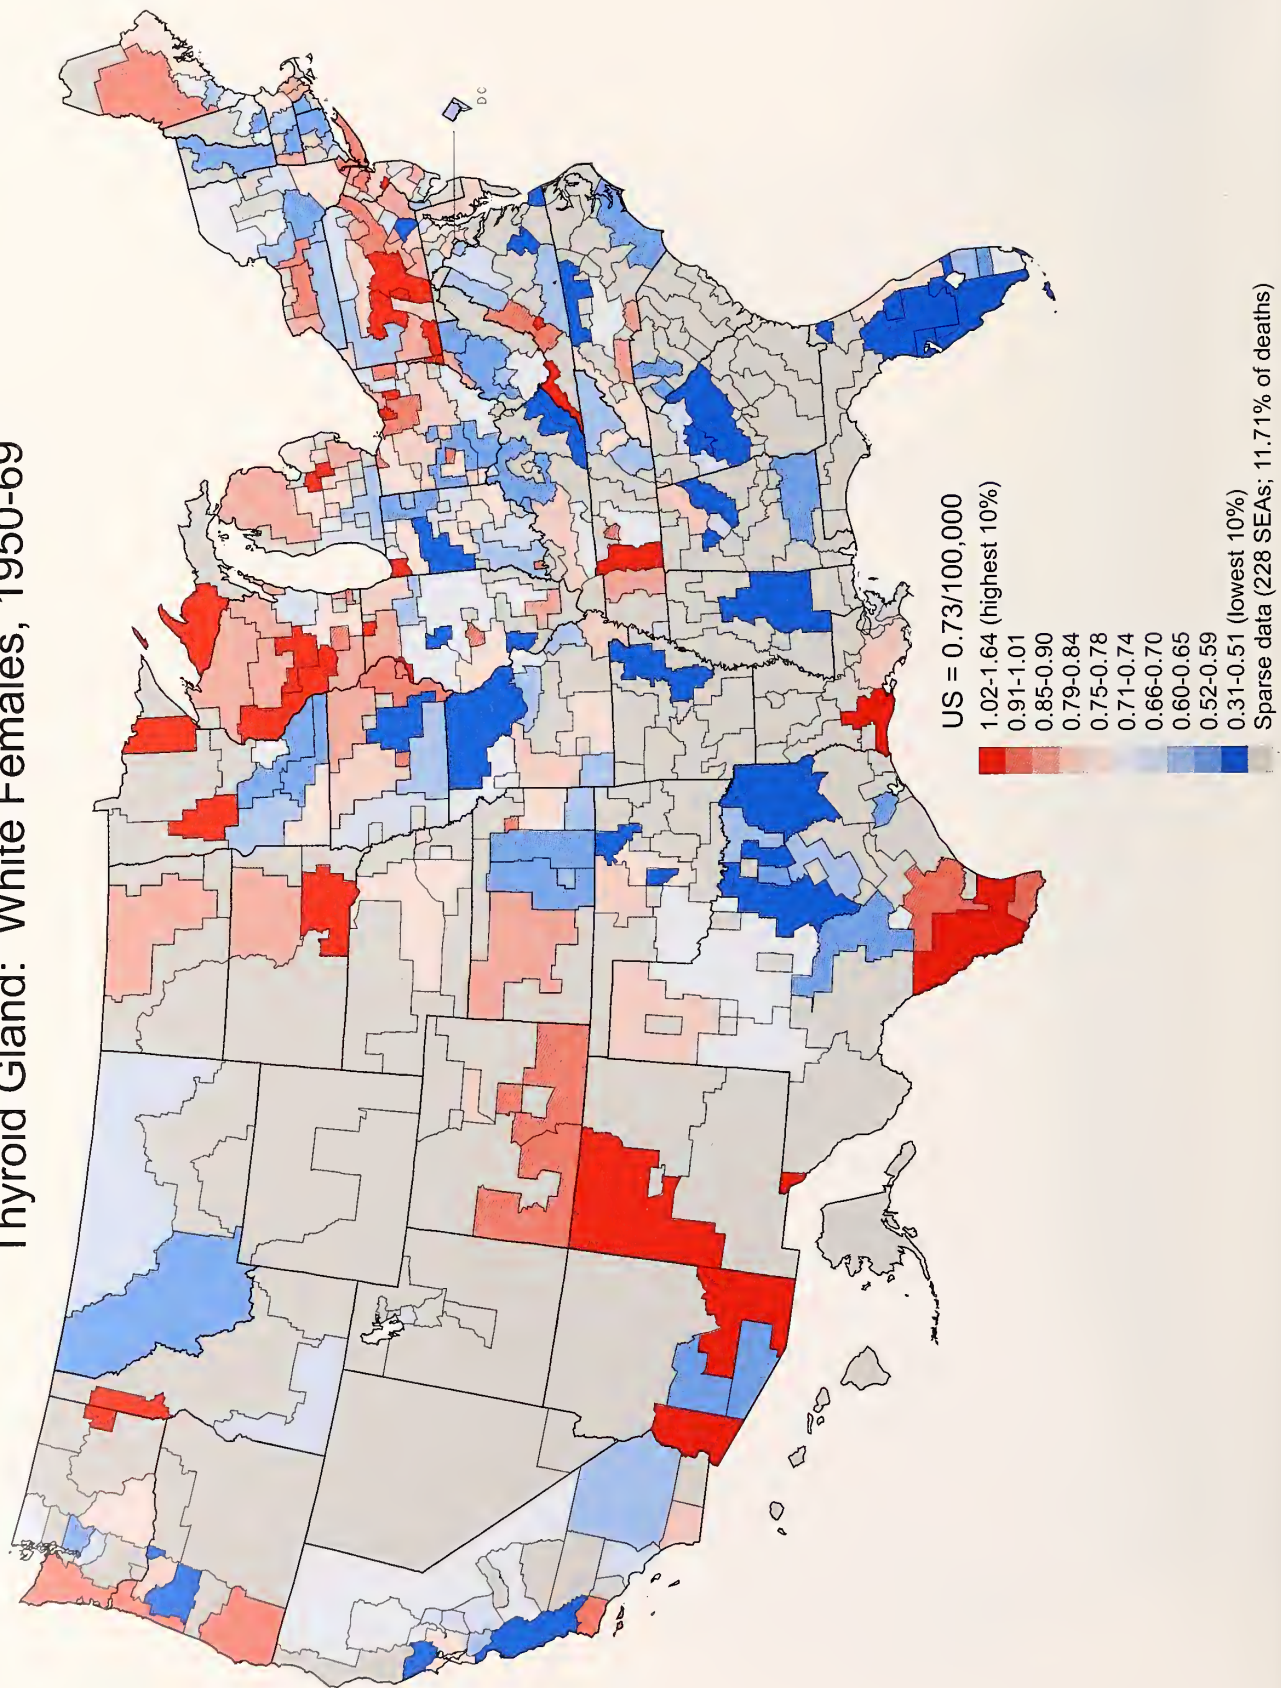 Thyroid Gland: White Females, 1950-69
DC
US = 0.73/100,000
1.02-1.64 (highest 10%)
0.91-1.01
0.85-0.90
0.79-0.84
0.75-0.78
0.71-0.74
0.66-0.70
0.60-0.65
0.52-0.59
0.31-0.51 (lowest 10%)
Sparse data (228 SEAs; 11.71% of deaths)